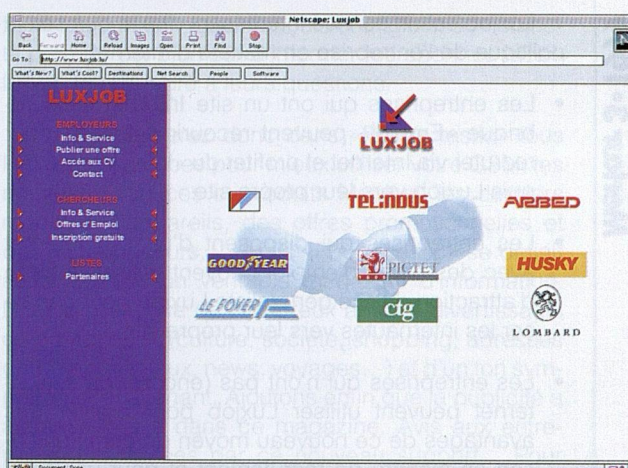 Netscape: Luxjob
Back Forward Home Reload Images Open Print Find Stop
Go To: http://www.luxjob.lu/
What's New? What's Cool? Destinations Net Search People Software
LUXJOB
EMPLOYEURS
Info & Service
Publier une offre
Accés aux CV
Contact
CHERCHEURS
Info & Service
Offres d'Emploi
Inscription gratuite
LISTES
Partenaires
LUXJOB
TELINDUS ARBED
GOODYEAR PICTET HUSKY
LE FOYER ctg LOMBARD
Document: Done.